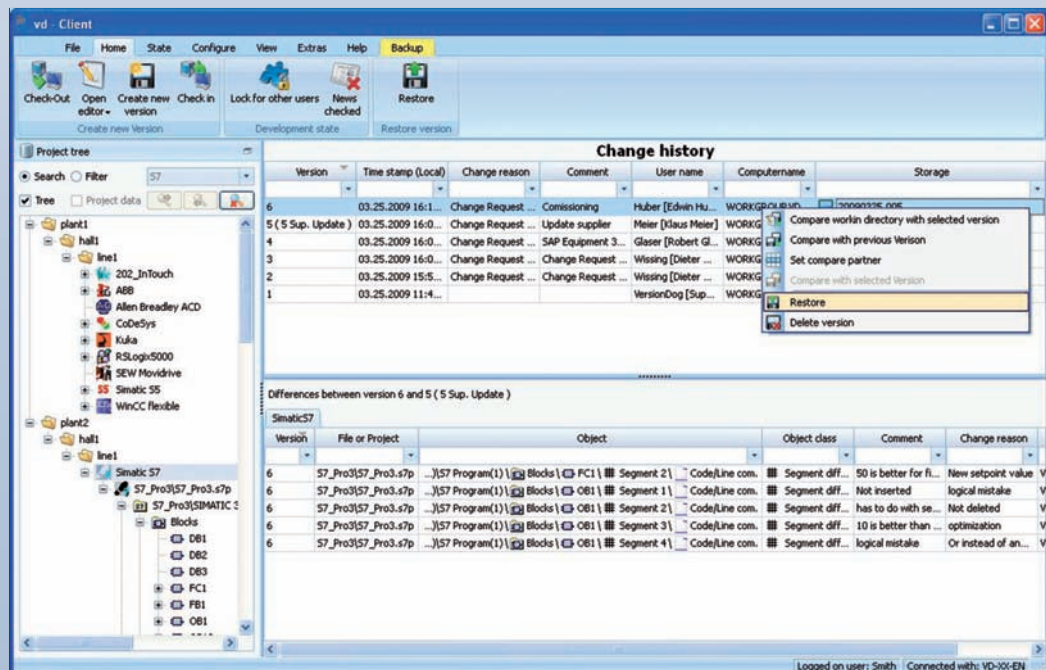 vd - Client
File Home State Configure View Extras Help Backup
Check-Out Open editor Create new version Check in Lock for other users News checked Restore
Create new Version Development state Restore version
Project tree
Search Filter S7
Tree Project data
plant1
hall1
line1
202_InTouch
ABB
Allen Breadley ACD
CoDeSys
Kuka
RSLogix5000
SEW Movidrive
S5 Simatic S5
WinCC flexible
plant2
hall1
line1
Simatic S7
S7_Pro3\S7_Pro3.s7p
S7_Pro3\SIMATIC 3
Blocks
DB1
DB2
DB3
FC1
FB1
OB1
Change history
Version Time stamp (Local) Change reason Comment User name Computername Storage
6 03.25.2009 16:1... Change Request ... Comissioning Huber [Edwin Hu... WORKGROUP\VD 20090325.005
5 ( 5 Sup. Update ) 03.25.2009 16:0... Change Request ... Update supplier Meier [Klaus Meier] WORKG
4 03.25.2009 16:0... Change Request ... SAP Equipment 3... Glaser [Robert Gl... WORKG
3 03.25.2009 16:0... Change Request ... Change Request ... Wissing [Dieter ... WORKG
2 03.25.2009 15:5... Change Request ... Change Request ... Wissing [Dieter ... WORKG
1 03.25.2009 11:4... VersionDog [Sup... WORKG
Compare workin directory with selected version
Compare with previous Verison
Set compare partner
Compare with selected Version
Restore
Delete version
Differences between version 6 and 5 ( 5 Sup. Update )
SimaticS7
Version File or Project Object Object class Comment Change reason
6 S7_Pro3\S7_Pro3.s7p ...)\S7 Program(1)\ Blocks\ FC1\ Segment 2\ Code/Line com. Segment diff... 50 is better for fi... New setpoint value V
6 S7_Pro3\S7_Pro3.s7p ...)\S7 Program(1)\ Blocks\ OB1\ Segment 1\ Code/Line com. Segment diff... Not inserted logical mistake V
6 S7_Pro3\S7_Pro3.s7p ...)\S7 Program(1)\ Blocks\ OB1\ Segment 2\ Code/Line com. Segment diff... has to do with se... Not deleted V
6 S7_Pro3\S7_Pro3.s7p ...)\S7 Program(1)\ Blocks\ OB1\ Segment 3\ Code/Line com. Segment diff... 10 is better than ... optimization V
6 S7_Pro3\S7_Pro3.s7p ...)\S7 Program(1)\ Blocks\ OB1\ Segment 4\ Code/Line com. Segment diff... logical mistake Or instead of an... V
Logged on user: Smith Connected with: VD-XX-EN